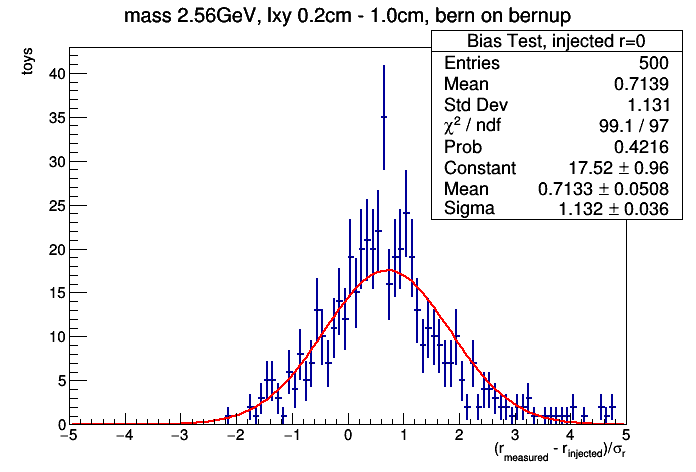 mass 2.56GeV, lxy 0.2cm - 1.0cm, bern on bernup
Bias Test, injected r=0
Entries 500
Mean 0.7139
Std Dev 1.131
χ² / ndf 99.1 / 97
Prob 0.4216
Constant 17.52 ± 0.96
Mean 0.7133 ± 0.0508
Sigma 1.132 ± 0.036
toys
40
35
30
25
20
15
10
5
0
−5 −4 −3 −2 −1 0 1 2 3 4 5
(r_measured - r_injected)/σ_r